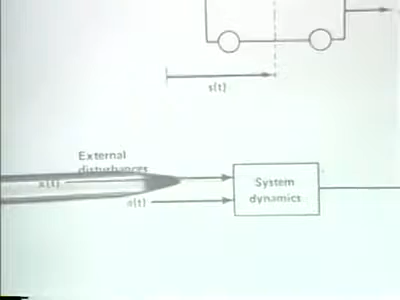 s(t)
External
disturbances
x(t)
System
dynamics